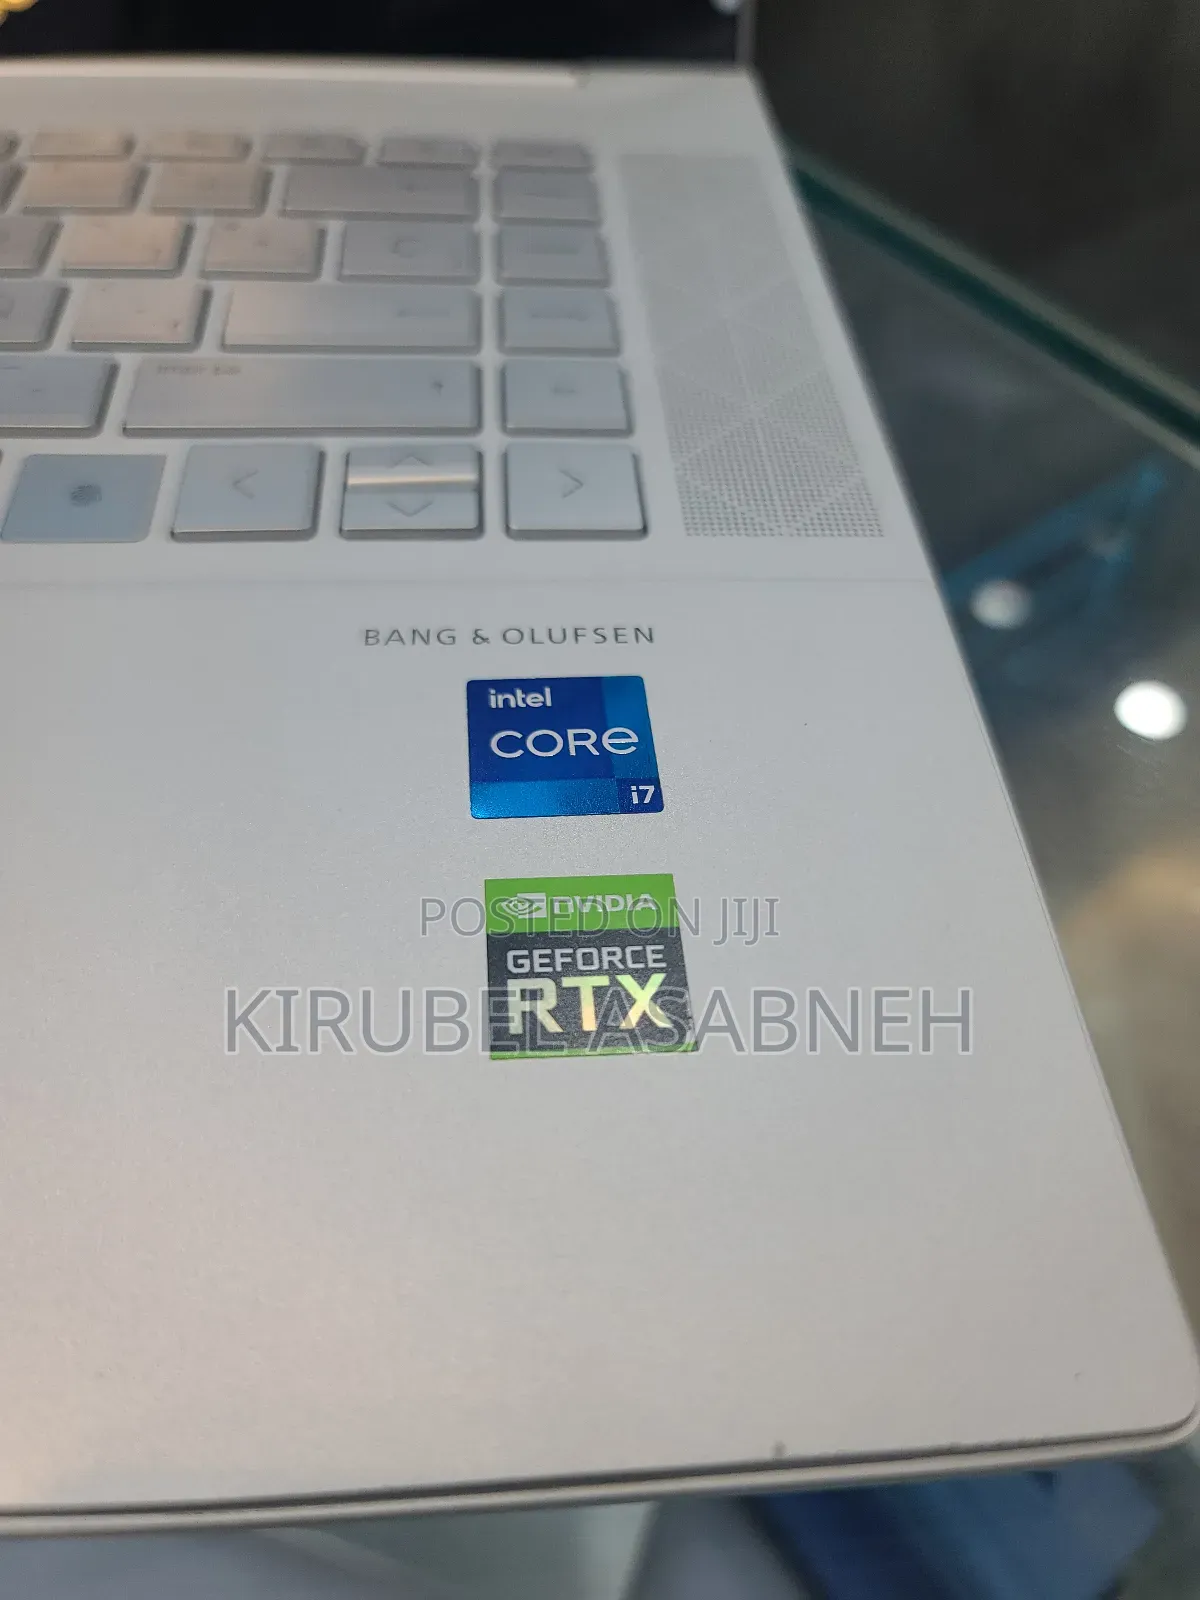 BANG & OLUFSEN
intel
CORE
i7
NVIDIA
POSTED ON JIJI
GEFORCE
RTX
KIRUBEL ASABNEH